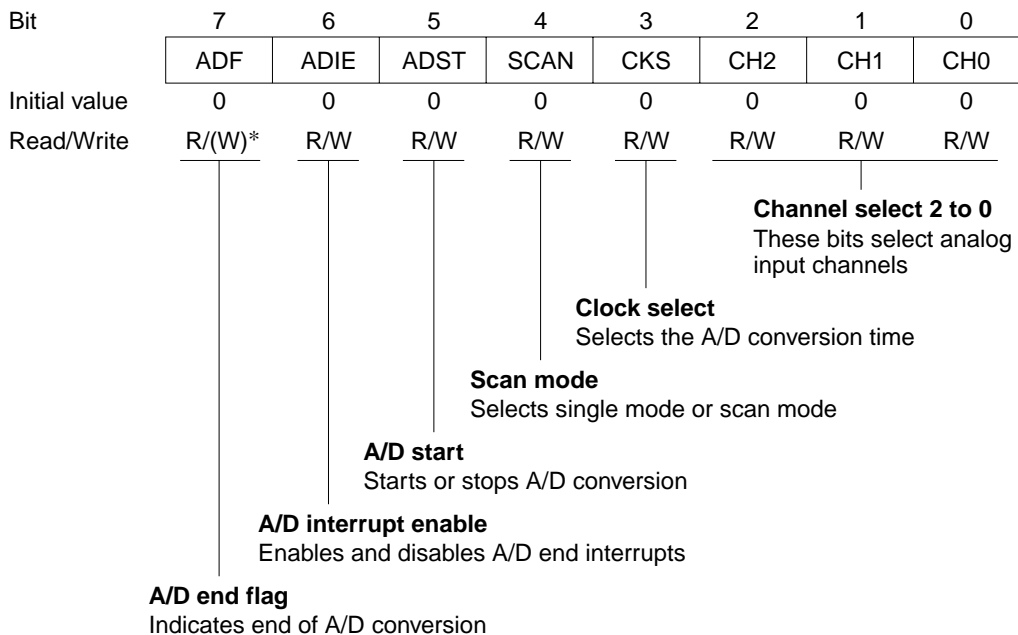 Bit 7 6 5 4 3 2 1 0
ADF ADIE ADST SCAN CKS CH2 CH1 CH0
Initial value 0 0 0 0 0 0 0 0
Read/Write R/(W)* R/W R/W R/W R/W R/W R/W R/W
Channel select 2 to 0
These bits select analog
input channels
Clock select
Selects the A/D conversion time
Scan mode
Selects single mode or scan mode
A/D start
Starts or stops A/D conversion
A/D interrupt enable
Enables and disables A/D end interrupts
A/D end flag
Indicates end of A/D conversion